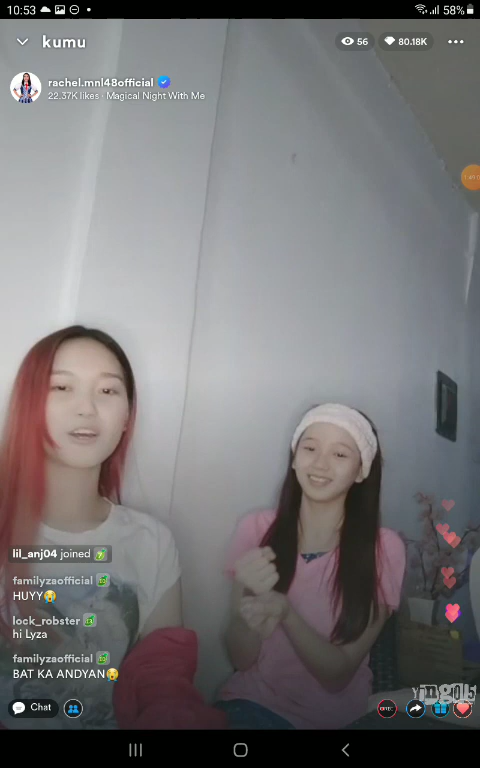 10:53
58%
kumu
56
80.18K
rachel.mnl48official
22.37K likes · Magical Night With Me
lil_anj04 joined
familyzaofficial
HUYY😭
lock_robster
hi Lyza
familyzaofficial
BAT KA ANDYAN😭
Chat